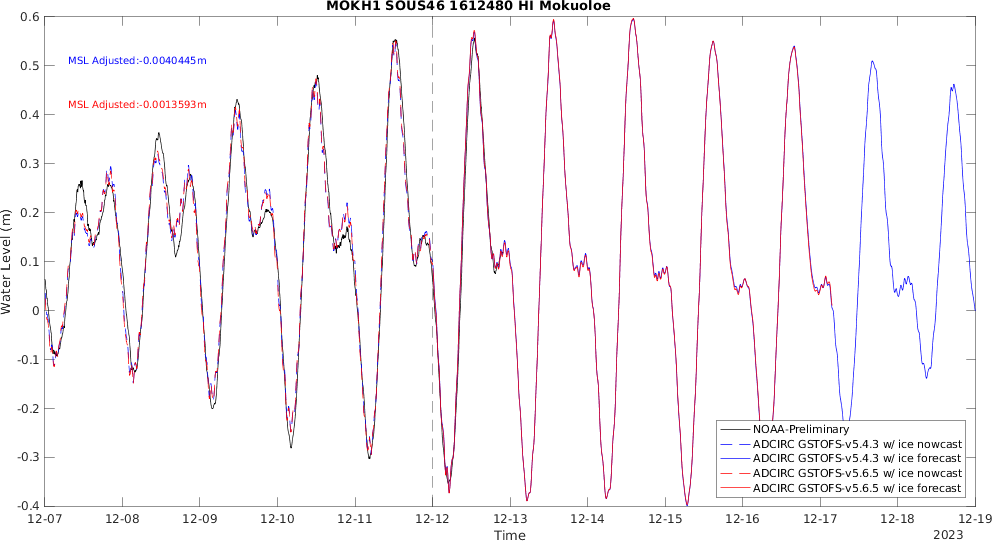 MOKH1 SOUS46 1612480 HI Mokuoloe
0.6
0.5
0.4
0.3
0.2
0.1
0
-0.1
-0.2
-0.3
-0.4
Water Level (m)
MSL Adjusted:-0.0040445m
MSL Adjusted:-0.0013593m
NOAA-Preliminary
ADCIRC GSTOFS-v5.4.3 w/ ice nowcast
ADCIRC GSTOFS-v5.4.3 w/ ice forecast
ADCIRC GSTOFS-v5.6.5 w/ ice nowcast
ADCIRC GSTOFS-v5.6.5 w/ ice forecast
12-07 12-08 12-09 12-10 12-11 12-12 12-13 12-14 12-15 12-16 12-17 12-18 12-19
Time
2023